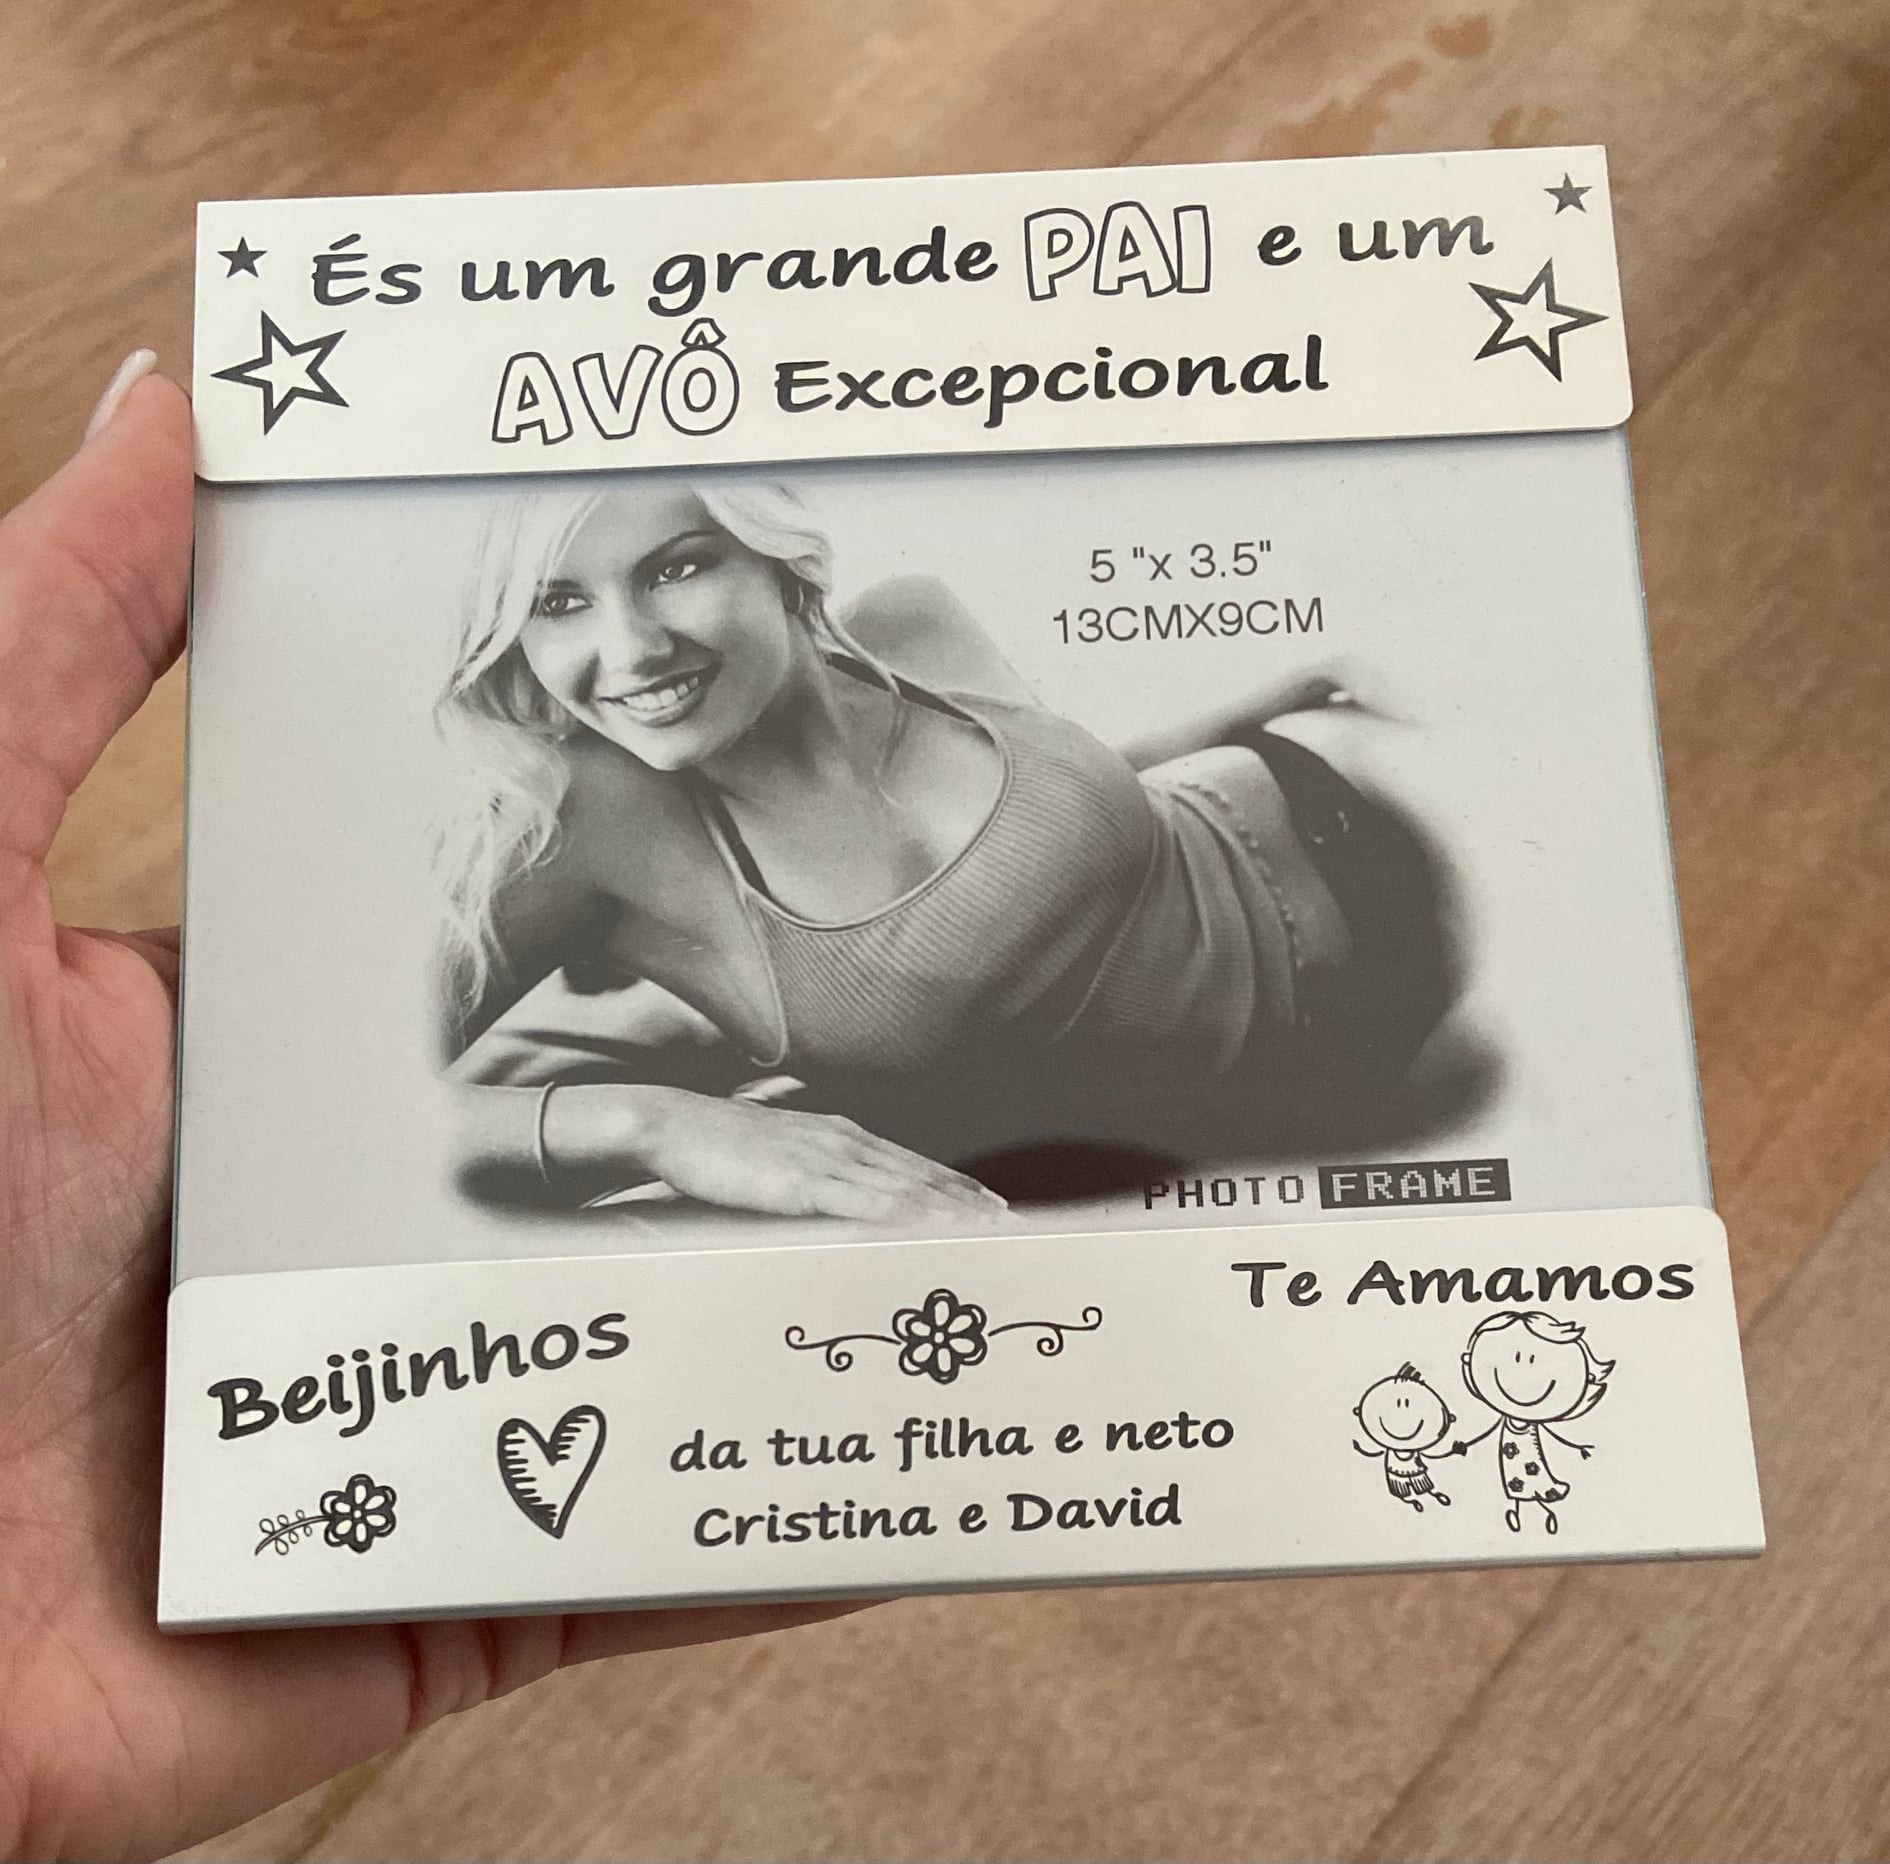 És um grande PAI e um
AVÔ Excepcional
5 "x 3.5"
13CMX9CM
PHOTO FRAME
Beijinhos
Te Amamos
da tua filha e neto
Cristina e David